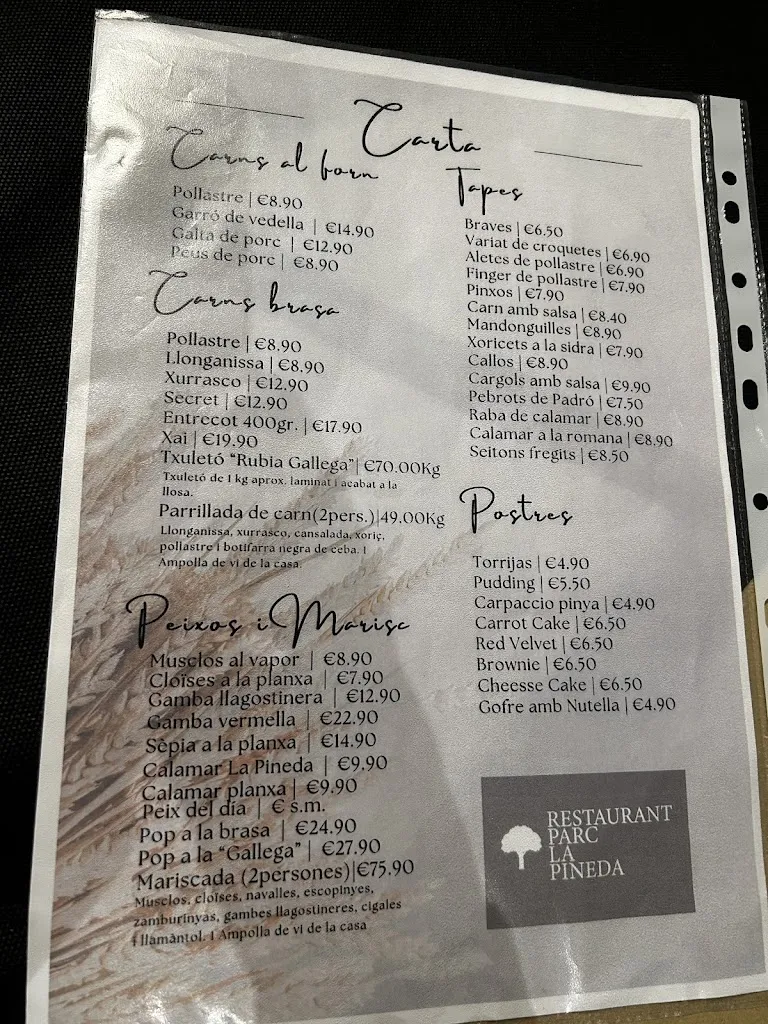 Carta
Carns al forn
Pollastre | €8.90
Garró de vedella | €14.90
Galta de porc | €12.90
Peus de porc | €8.90
Carns brasa
Pollastre | €8.90
Llonganissa | €8.90
Xurrasco | €12.90
Secret | €12.90
Entrecot 400gr. | €17.90
Xai | €19.90
Txuletó “Rubia Gallega”| €70.00Kg
Txuletó de 1 kg aprox. laminat i acabat a la
llosa.
Parrillada de carn(2pers.)|49.00Kg
Llonganissa, xurrasco, cansalada, xoriç,
pollastre i botifarra negra de ceba. 1
Ampolla de vi de la casa.
Peixos i Marisc
Musclos al vapor | €8.90
Cloïses a la planxa | €7.90
Gamba llagostinera | €12.90
Gamba vermella | €22.90
Sèpia a la planxa | €14.90
Calamar La Pineda | €9.90
Calamar planxa | €9.90
Peix del día | € s.m.
Pop a la brasa | €24.90
Pop a la “Gallega” | €27.90
Mariscada (2persones)|€75.90
Musclos, cloïses, navalles, escopinyes,
zamburinyas, gambes llagostineres, cigales
i llamàntol. 1 Ampolla de vi de la casa
Tapes
Braves | €6.50
Variat de croquetes | €6.90
Aletes de pollastre | €6.90
Finger de pollastre | €7.90
Pinxos | €7.90
Carn amb salsa | €8.40
Mandonguilles | €8.90
Xoricets a la sidra | €7.90
Callos | €8.90
Cargols amb salsa | €9.90
Pebrots de Padró | €7.50
Raba de calamar | €8.90
Calamar a la romana | €8.90
Seitons fregits | €8.50
Postres
Torrijas | €4.90
Pudding | €5.50
Carpaccio pinya | €4.90
Carrot Cake | €6.50
Red Velvet | €6.50
Brownie | €6.50
Cheesse Cake | €6.50
Gofre amb Nutella | €4.90
RESTAURANT
PARC
LA
PINEDA